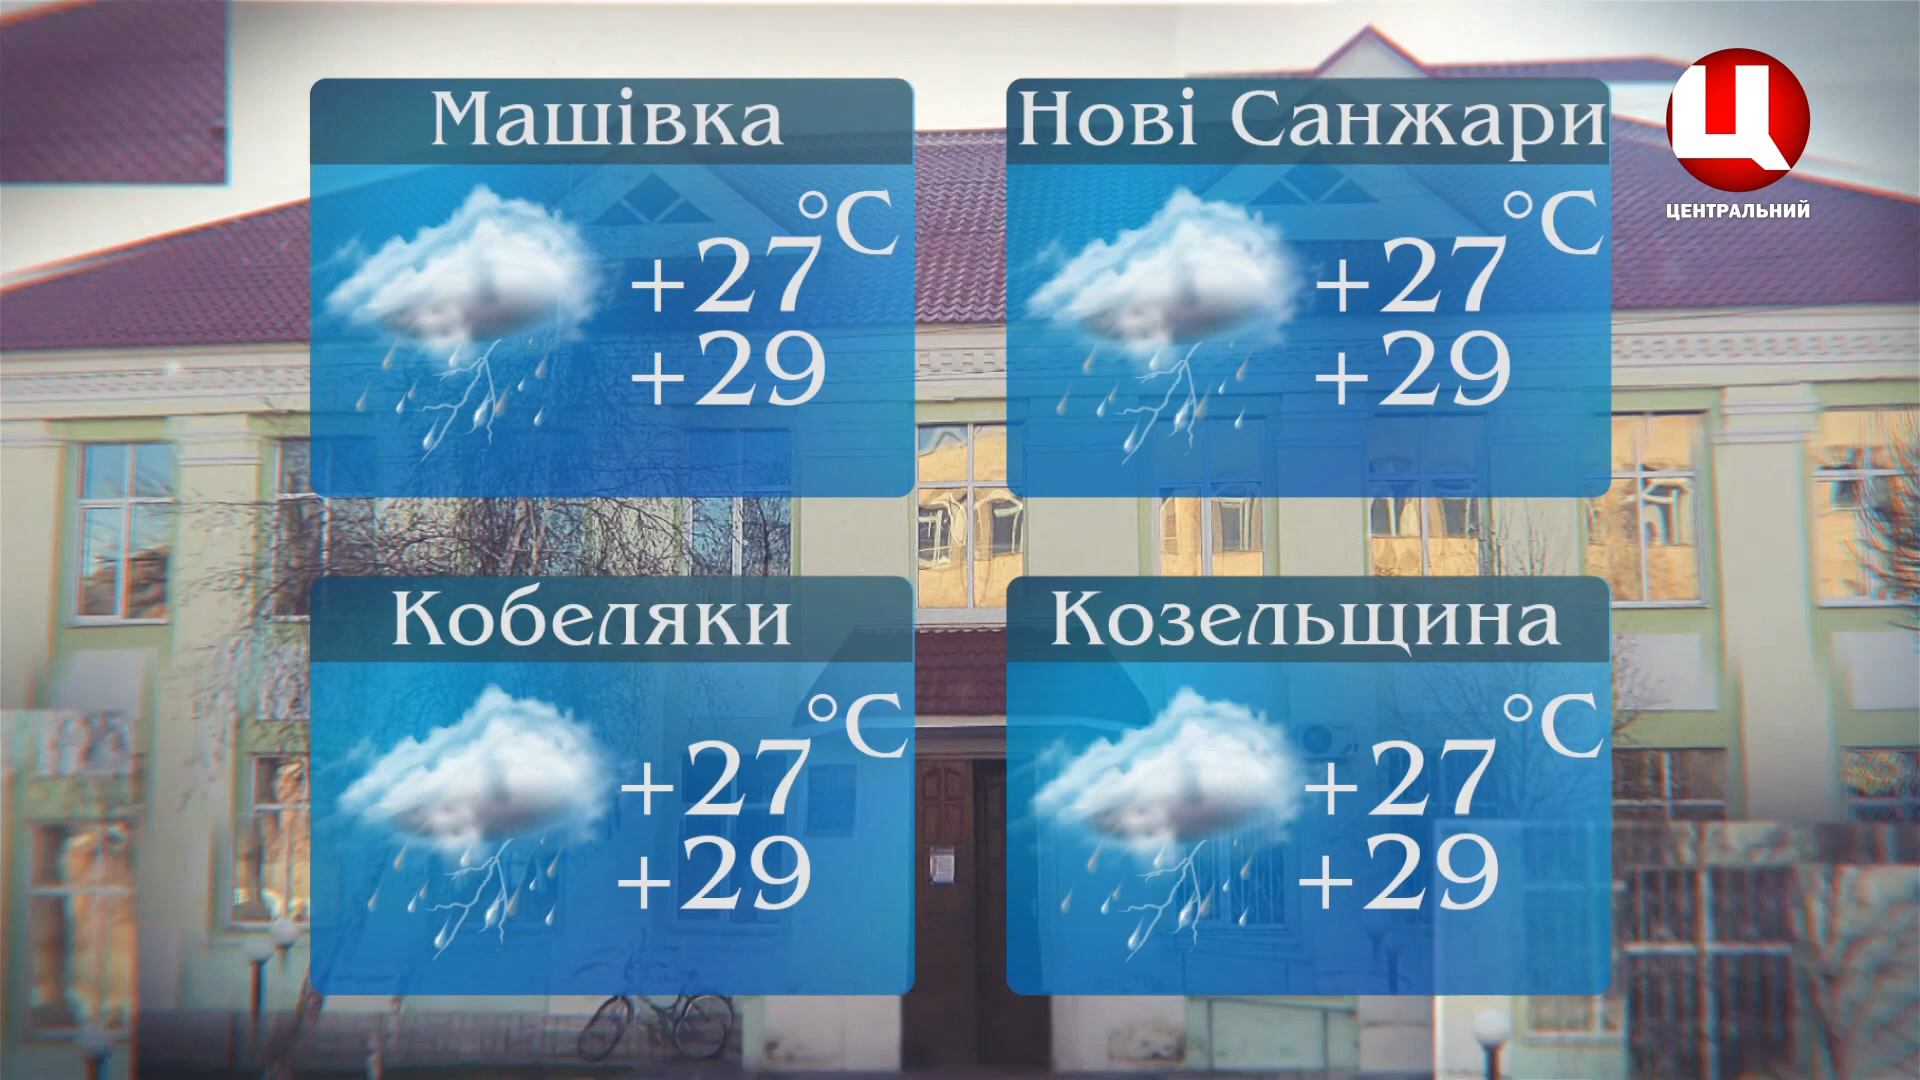 Машівка
°C
+27
+29
Нові Санжари
°C
+27
+29
Ц
ЦЕНТРАЛЬНИЙ
Кобеляки
°C
+27
+29
Козельщина
°C
+27
+29